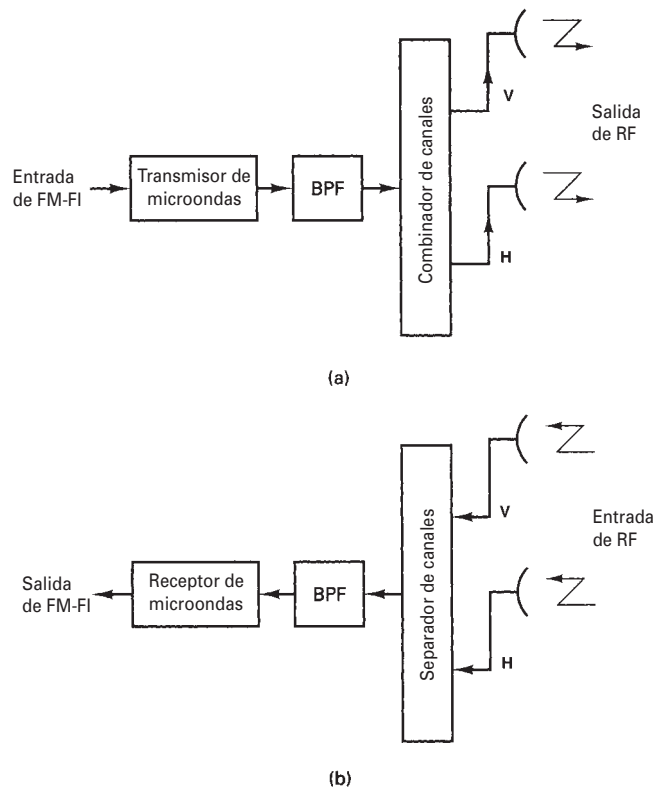 V
Salida
de RF
Entrada
de FM-FI
Transmisor de
microondas
BPF
Combinador de canales
H
(a)
V
Entrada
de RF
Salida
de FM-FI
Receptor de
microondas
BPF
Separador de canales
H
(b)